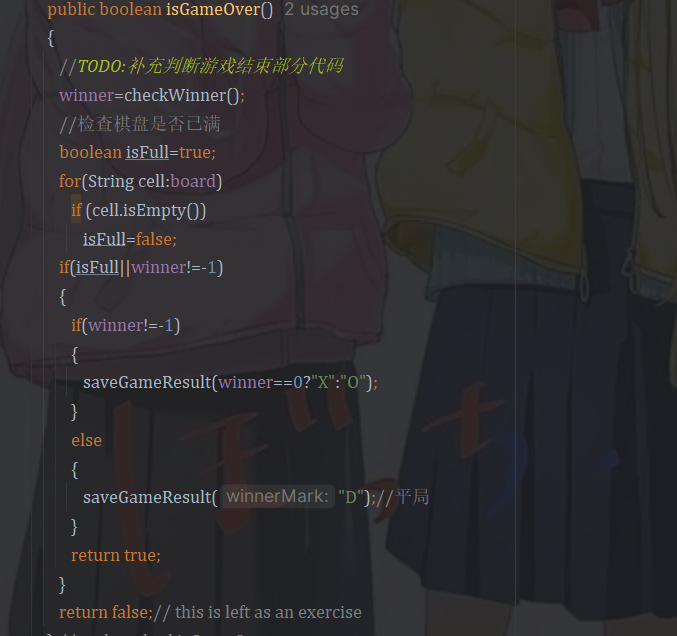 public boolean isGameOver() 2 usages
{
//TODO:补充判断游戏结束部分代码
winner=checkWinner();
//检查棋盘是否已满
boolean isFull=true;
for(String cell:board)
if (cell.isEmpty())
isFull=false;
if(isFull||winner!=-1)
{
if(winner!=-1)
{
saveGameResult(winner==0?"X":"O");
}
else
{
saveGameResult( winnerMark: "D");//平局
}
return true;
}
return false;// this is left as an exercise